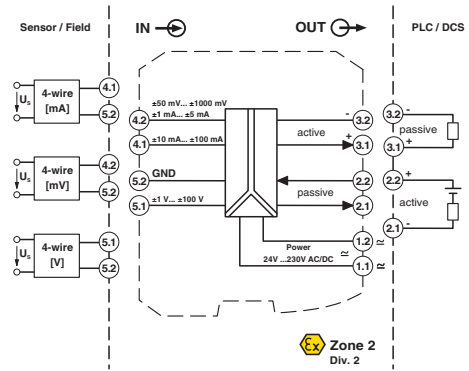 Sensor / Field
IN
OUT
PLC / DCS
4-wire
[mA]
Us
4.1
5.2
4-wire
[mV]
Us
4.2
5.2
4-wire
[V]
Us
5.1
5.2
±50 mV... ±1000 mV
±1 mA... ±5 mA
4.2
±10 mA... ±100 mA
4.1
GND
5.2
±1 V... ±100 V
5.1
-
3.2
active
+
3.1
2.2
passive
2.1
Power
24V ...230V AC/DC
≃
1.2 ≃
1.1 ≃
3.2 -
passive
3.1 +
2.2 +
active
2.1 -
Ex Zone 2
Div. 2